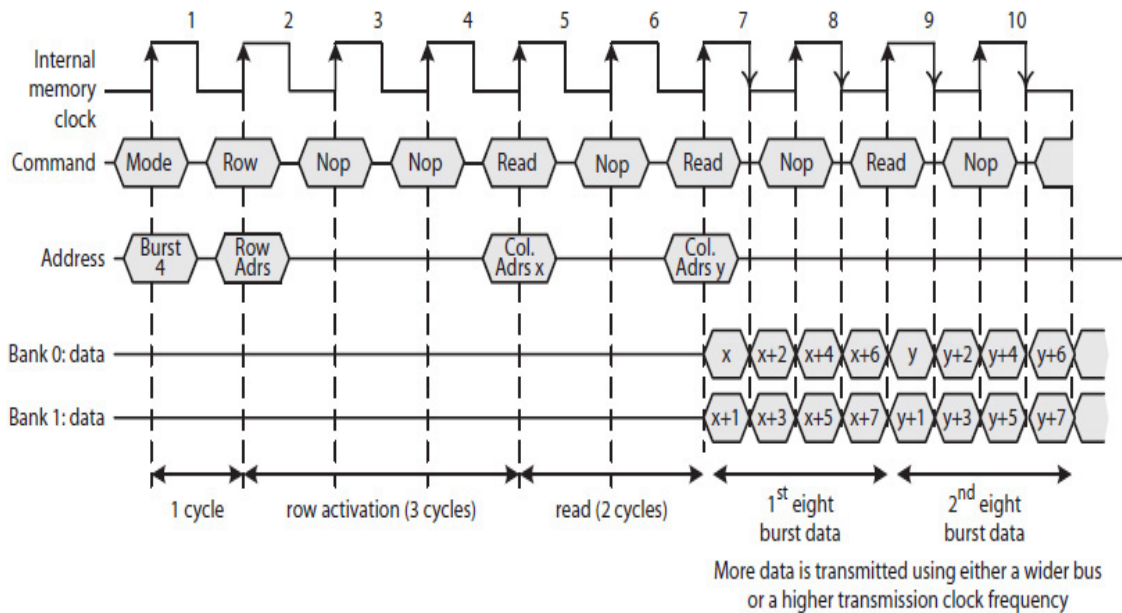 1 2 3 4 5 6 7 8 9 10
Internal
memory
clock
Command Mode Row Nop Nop Read Nop Read Nop Read Nop
Address Burst 4 Row Adrs Col. Adrs x Col. Adrs y
Bank 0: data x x+2 x+4 x+6 y y+2 y+4 y+6
Bank 1: data x+1 x+3 x+5 x+7 y+1 y+3 y+5 y+7
1 cycle row activation (3 cycles) read (2 cycles)
1st eight
burst data
2nd eight
burst data
More data is transmitted using either a wider bus
or a higher transmission clock frequency